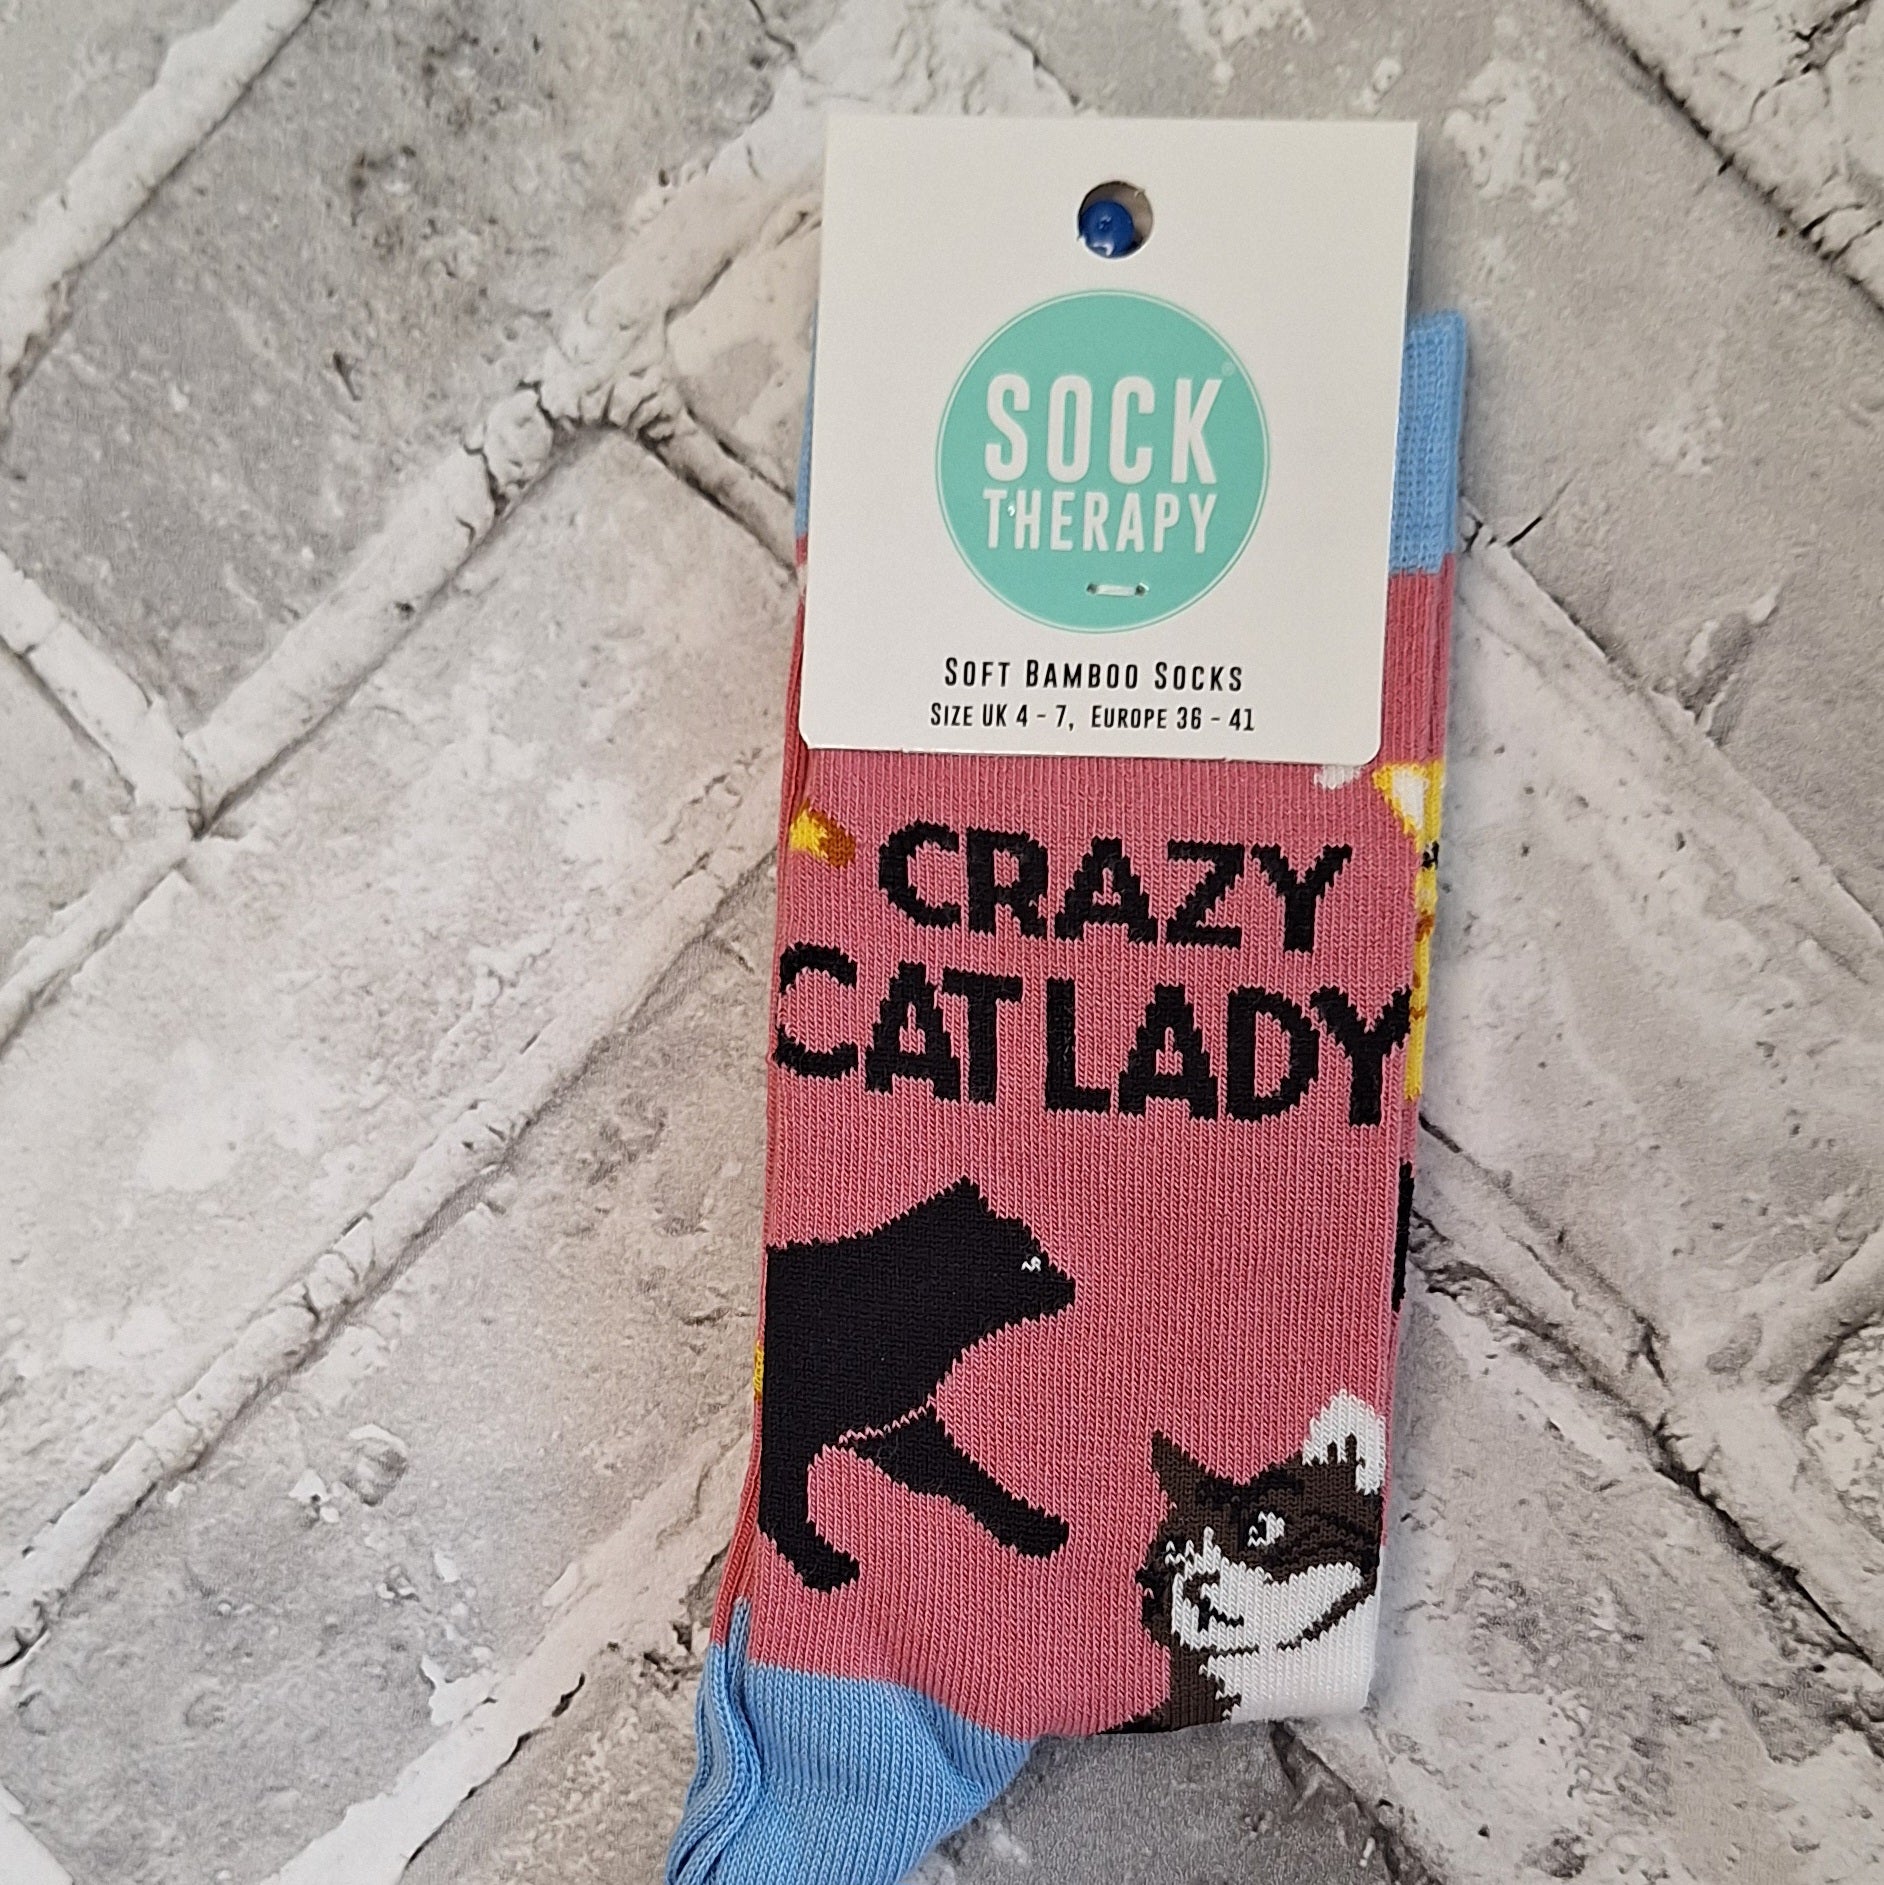 SOCK®
THERAPY
SOFT BAMBOO SOCKS
SIZE UK 4 - 7, EUROPE 36 - 41
CRAZY
CAT LADY